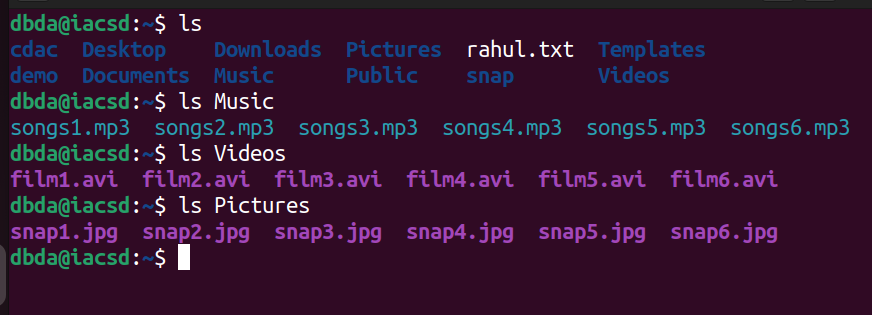 dbda@iacsd:~$ ls
cdac  Desktop    Downloads  Pictures  rahul.txt  Templates
demo  Documents  Music      Public    snap       Videos
dbda@iacsd:~$ ls Music
songs1.mp3  songs2.mp3  songs3.mp3  songs4.mp3  songs5.mp3  songs6.mp3
dbda@iacsd:~$ ls Videos
film1.avi  film2.avi  film3.avi  film4.avi  film5.avi  film6.avi
dbda@iacsd:~$ ls Pictures
snap1.jpg  snap2.jpg  snap3.jpg  snap4.jpg  snap5.jpg  snap6.jpg
dbda@iacsd:~$